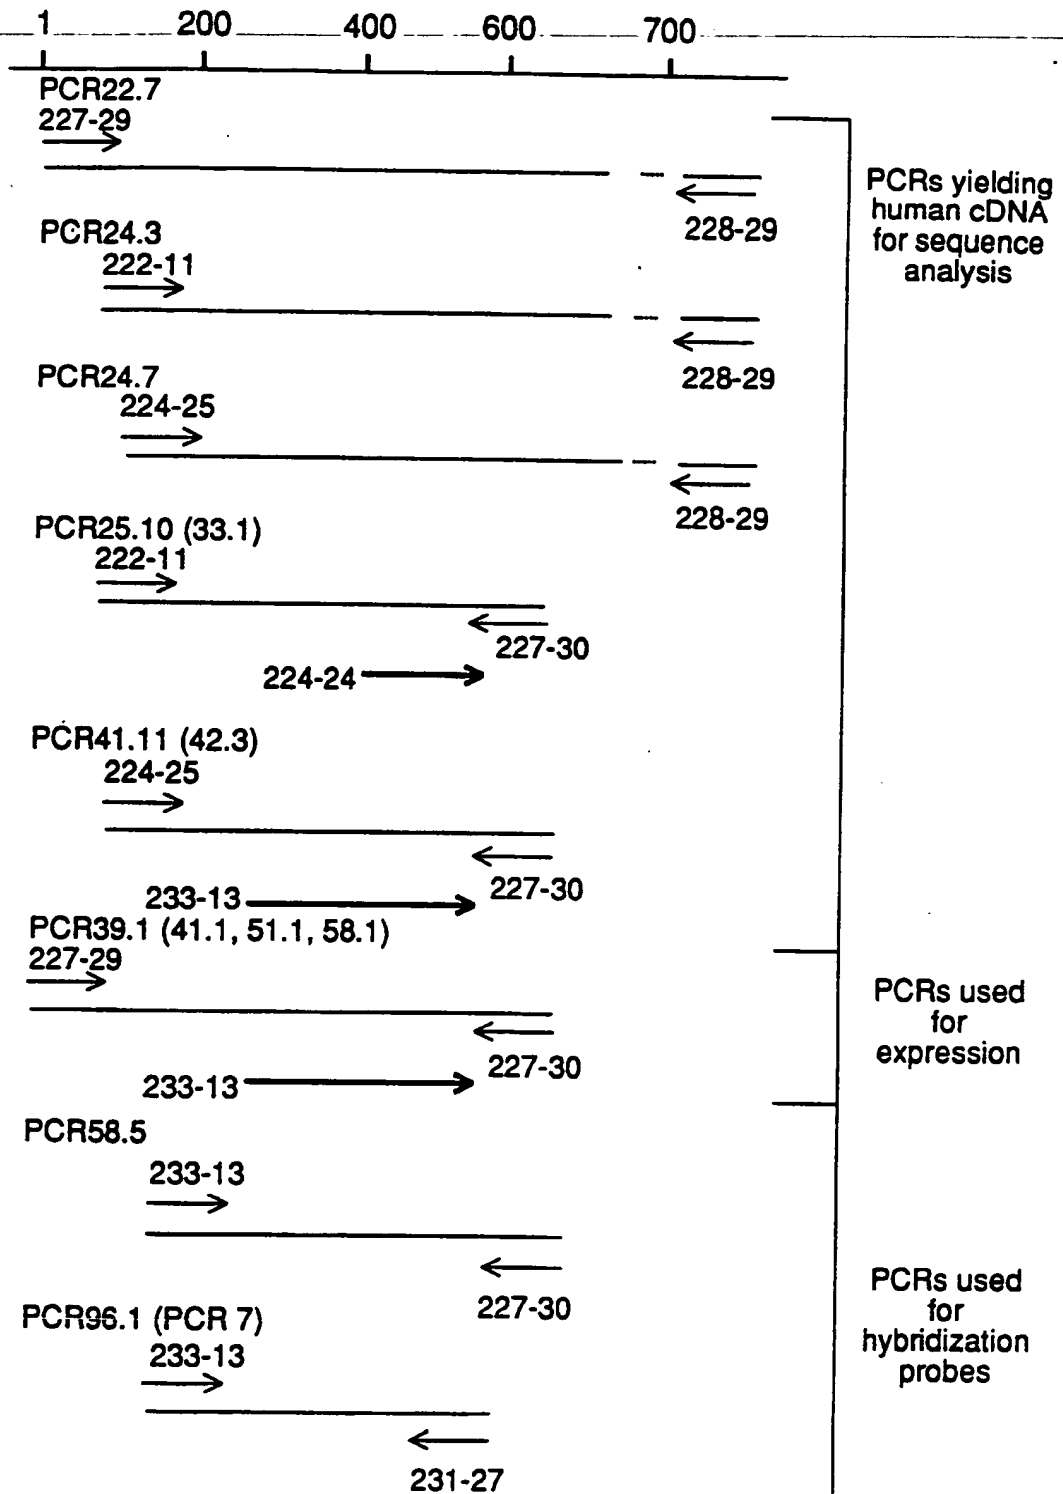 1 200 400 600 700
PCR22.7
227-29
228-29
PCRs yielding
human cDNA
for sequence
analysis
PCR24.3
222-11
228-29
PCR24.7
224-25
228-29
PCR25.10 (33.1)
222-11
227-30
224-24
PCR41.11 (42.3)
224-25
227-30
233-13
PCR39.1 (41.1, 51.1, 58.1)
227-29
227-30
233-13
PCRs used
for
expression
PCR58.5
233-13
227-30
PCR96.1 (PCR 7)
233-13
231-27
PCRs used
for
hybridization
probes